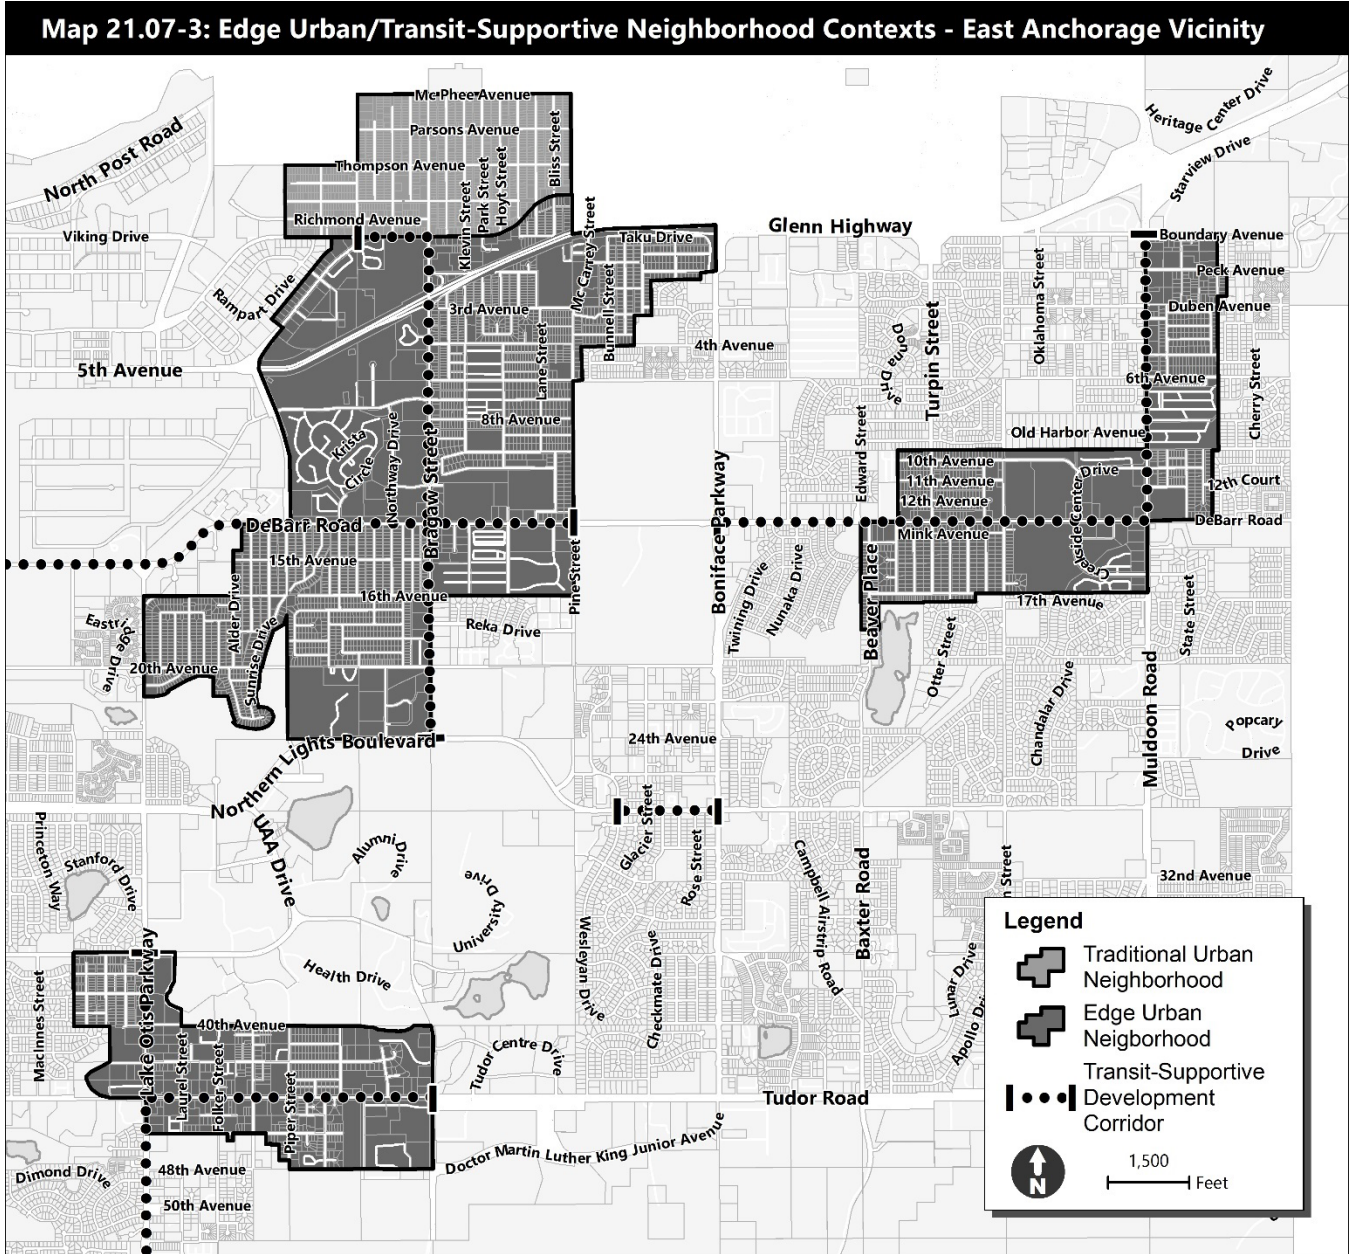 Map 21.07-3: Edge Urban/Transit-Supportive Neighborhood Contexts - East Anchorage Vicinity
Heritage Center Drive
Mc Phee Avenue
North Post Road
Parsons Avenue
Bliss Street
Starview Drive
Thompson Avenue
Klevin Street
Park Street
Hoyt Street
Richmond Avenue
Viking Drive
Mc Carrey Street
Taku Drive
Glenn Highway
Boundary Avenue
Rampart Drive
Oklahoma Street
Peck Avenue
3rd Avenue
Bunnell Street
Duben Avenue
Turpin Street
Donna Drive
4th Avenue
Lane Street
5th Avenue
6th Avenue
Cherry Street
8th Avenue
Krista Circle
Northway Drive
Bragaw Street
Edward Street
Old Harbor Avenue
10th Avenue
11th Avenue
12th Avenue
Creekside Center Drive
12th Court
DeBarr Road
DeBarr Road
Boniface Parkway
Mink Avenue
15th Avenue
16th Avenue
Pine Street
Twining Drive
Nunaka Drive
Beaver Place
17th Avenue
State Street
Alder Drive
Eastridge Drive
Sunrise Drive
Reka Drive
Otter Street
20th Avenue
Chandalar Drive
Muldoon Road
Popcary Drive
24th Avenue
Northern Lights Boulevard
Glacier Street
Rose Street
Princeton Way
Stanford Drive
UAA Drive
Alumni Drive
University Drive
Campbell Airstrip Road
Baxter Road
n Street
32nd Avenue
Wesleyan Drive
Checkmate Drive
Lunar Drive
Health Drive
MacInnes Street
Lake Otis Parkway
40th Avenue
Laurel Street
Folker Street
Piper Street
Tudor Centre Drive
Apollo Dri
Tudor Road
Doctor Martin Luther King Junior Avenue
Dimond Drive
48th Avenue
50th Avenue
Legend
Traditional Urban
Neighborhood
Edge Urban
Neigborhood
Transit-Supportive
Development
Corridor
N
1,500
Feet